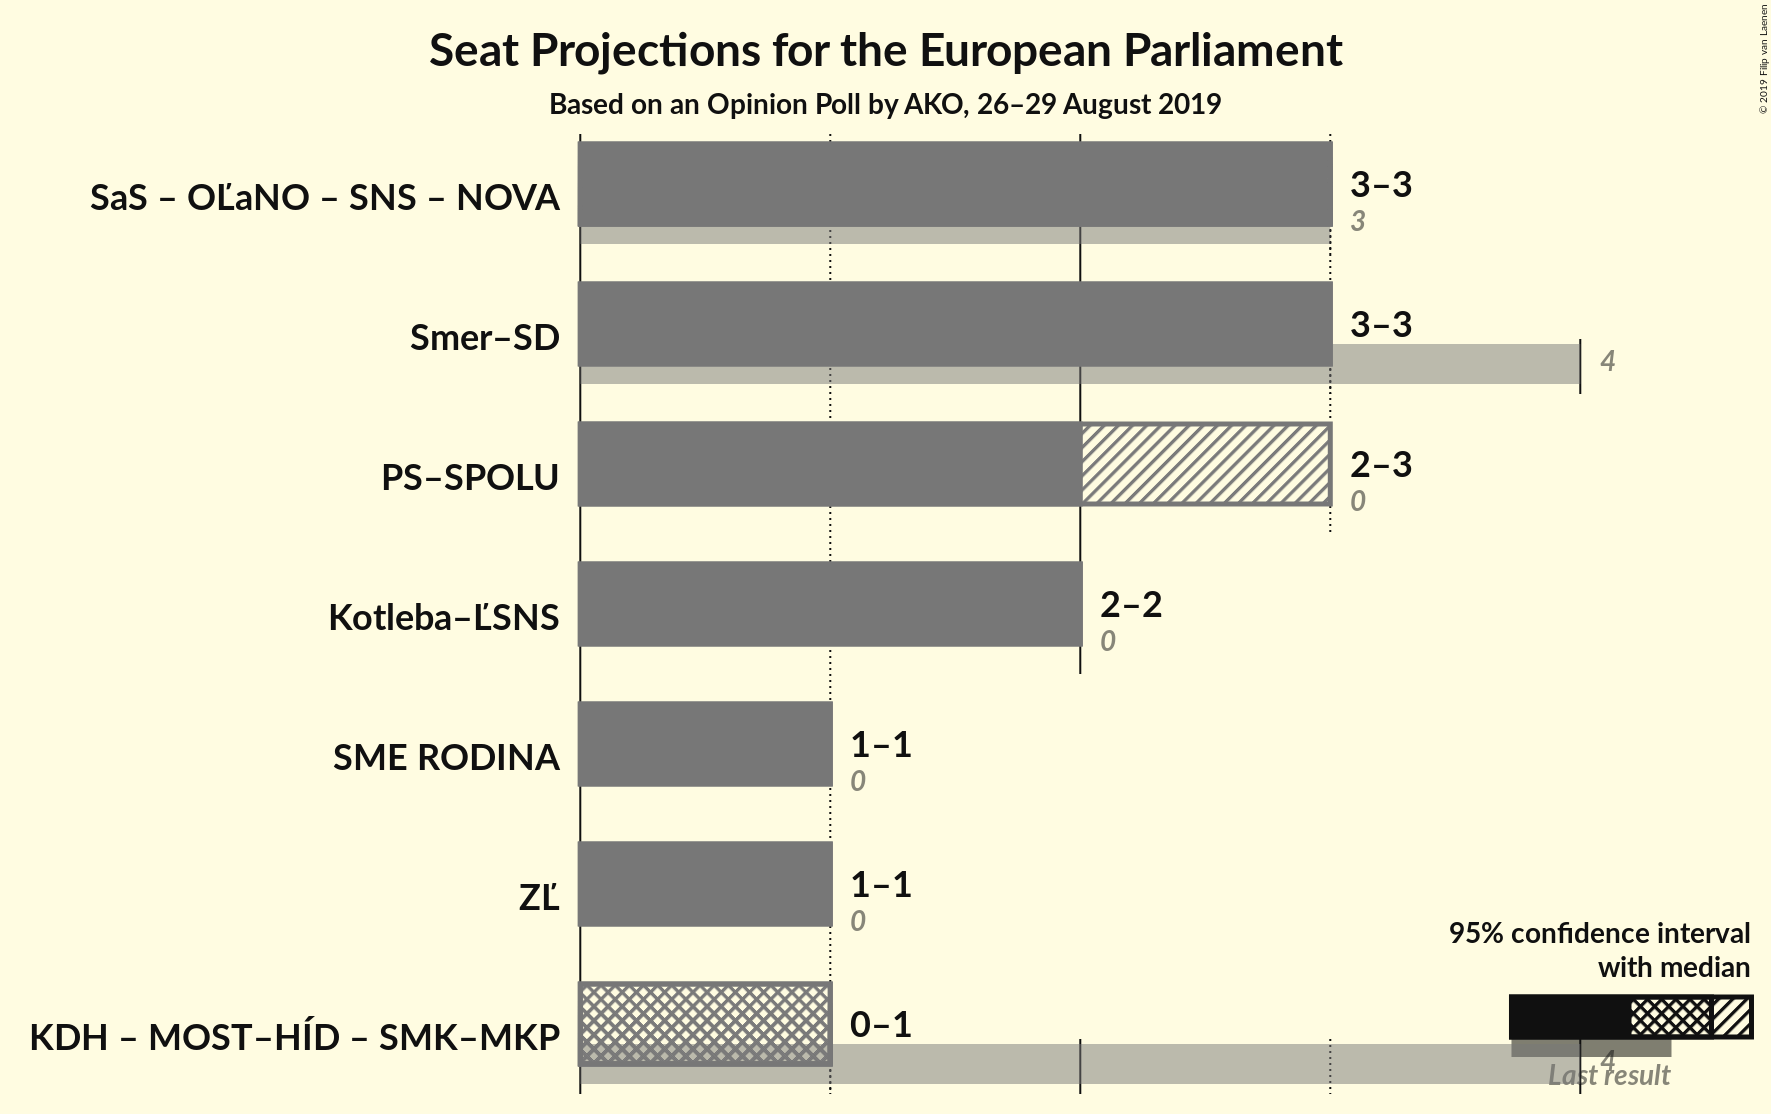 Seat Projections for the European Parliament
Based on an Opinion Poll by AKO, 26–29 August 2019
© 2019 Filip van Laenen
SaS – OĽaNO – SNS – NOVA
3–3
3
Smer–SD
3–3
4
PS–SPOLU
2–3
0
Kotleba–ĽSNS
2–2
0
SME RODINA
1–1
0
ZĽ
1–1
0
KDH – MOST–HÍD – SMK–MKP
0–1
4
95% confidence interval
with median
Last result